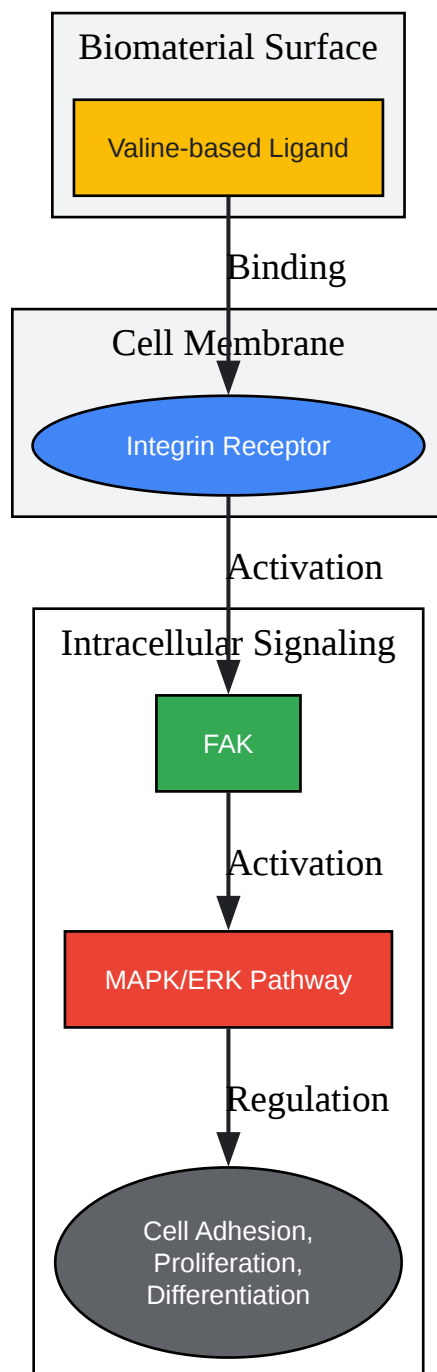 Biomaterial Surface
Valine-based Ligand
Binding
Cell Membrane
Integrin Receptor
Activation
Intracellular Signaling
FAK
Activation
MAPK/ERK Pathway
Regulation
Cell Adhesion,
Proliferation,
Differentiation